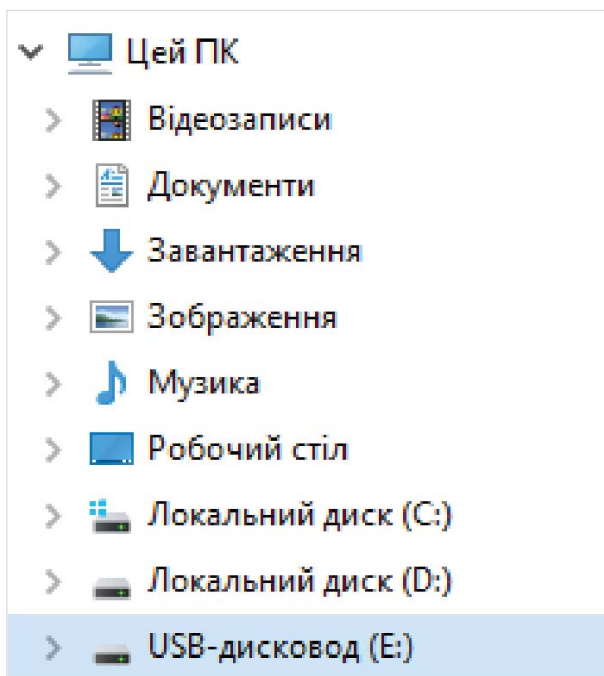 Цей ПК
Відеозаписи
Документи
Завантаження
Зображення
Музика
Робочий стіл
Локальний диск (C:)
Локальний диск (D:)
USB-дисковод (E:)